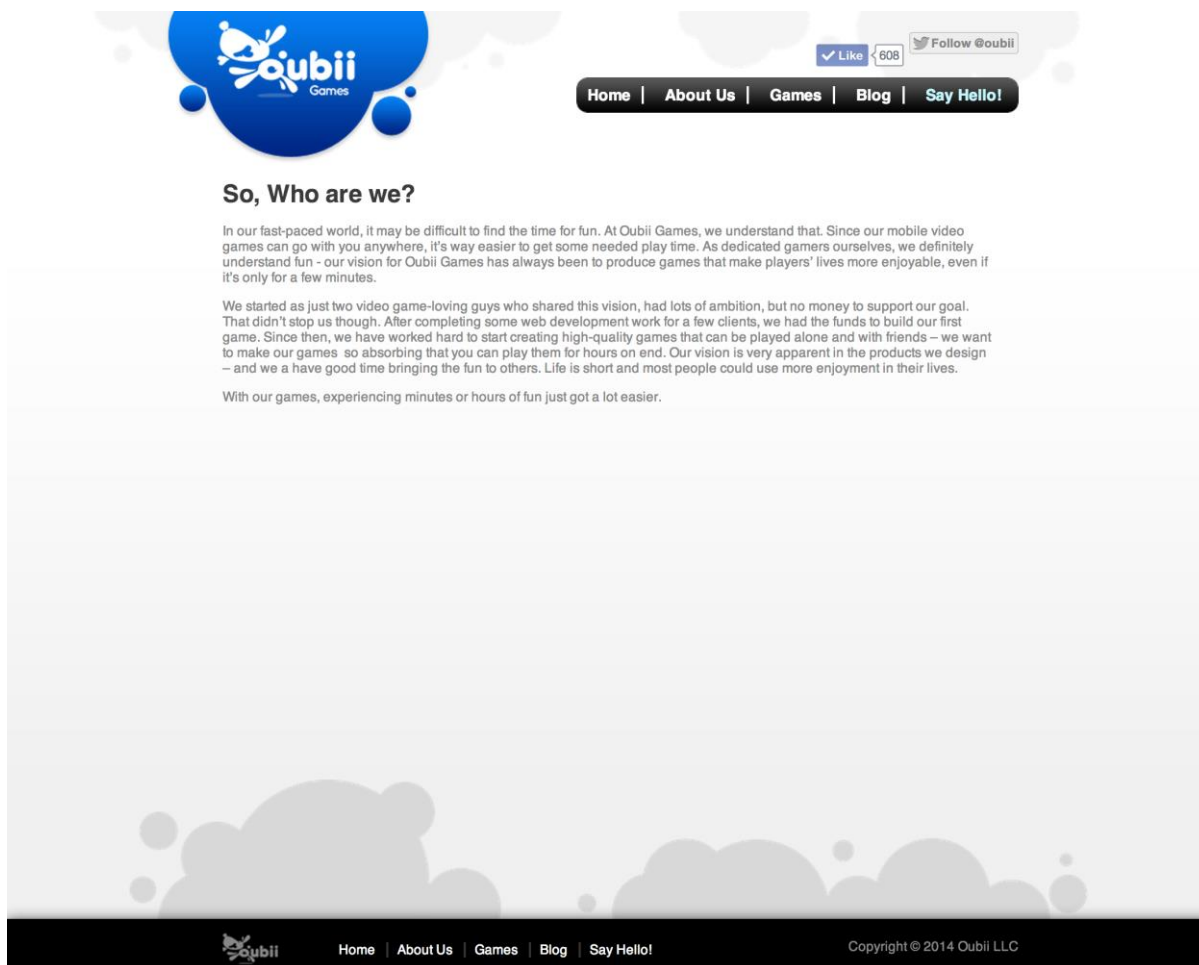 Oubii
Games
Like 608
Follow @oubii
Home | About Us | Games | Blog | Say Hello!
So, Who are we?
In our fast-paced world, it may be difficult to find the time for fun. At Oubii Games, we understand that. Since our mobile video
games can go with you anywhere, it's way easier to get some needed play time. As dedicated gamers ourselves, we definitely
understand fun - our vision for Oubii Games has always been to produce games that make players' lives more enjoyable, even if
it's only for a few minutes.
We started as just two video game-loving guys who shared this vision, had lots of ambition, but no money to support our goal.
That didn't stop us though. After completing some web development work for a few clients, we had the funds to build our first
game. Since then, we have worked hard to start creating high-quality games that can be played alone and with friends – we want
to make our games so absorbing that you can play them for hours on end. Our vision is very apparent in the products we design
– and we a have good time bringing the fun to others. Life is short and most people could use more enjoyment in their lives.
With our games, experiencing minutes or hours of fun just got a lot easier.
Oubii
Home | About Us | Games | Blog | Say Hello!
Copyright © 2014 Oubii LLC